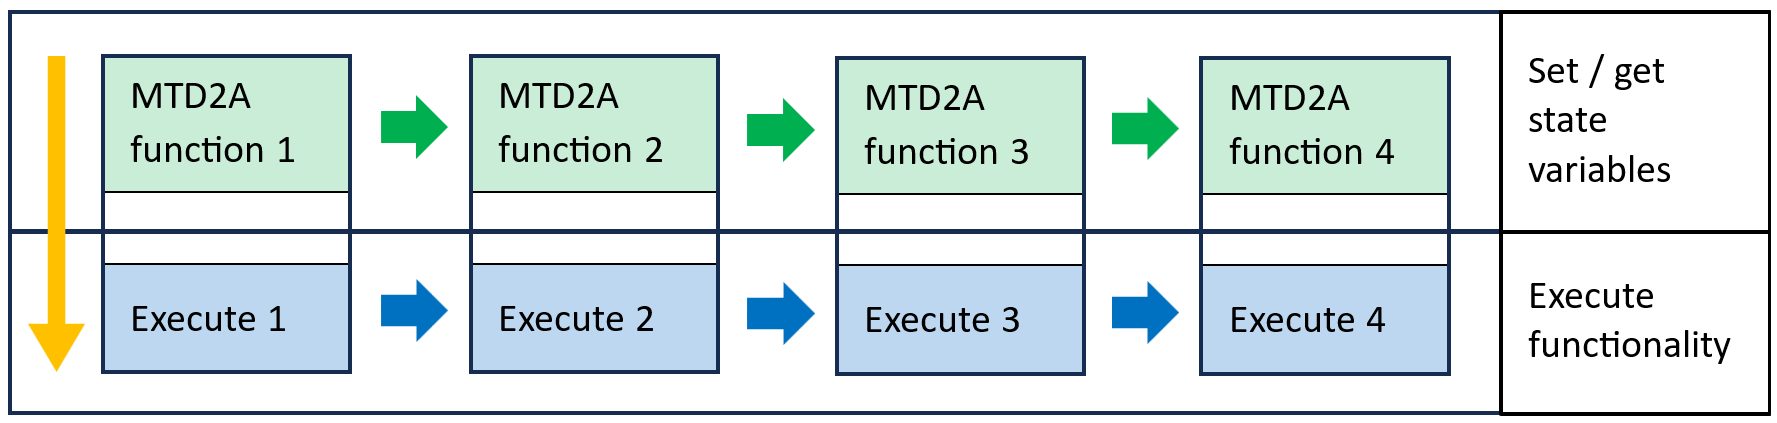 MTD2A
function 1
MTD2A
function 2
MTD2A
function 3
MTD2A
function 4
Set / get
state
variables
Execute 1
Execute 2
Execute 3
Execute 4
Execute
functionality